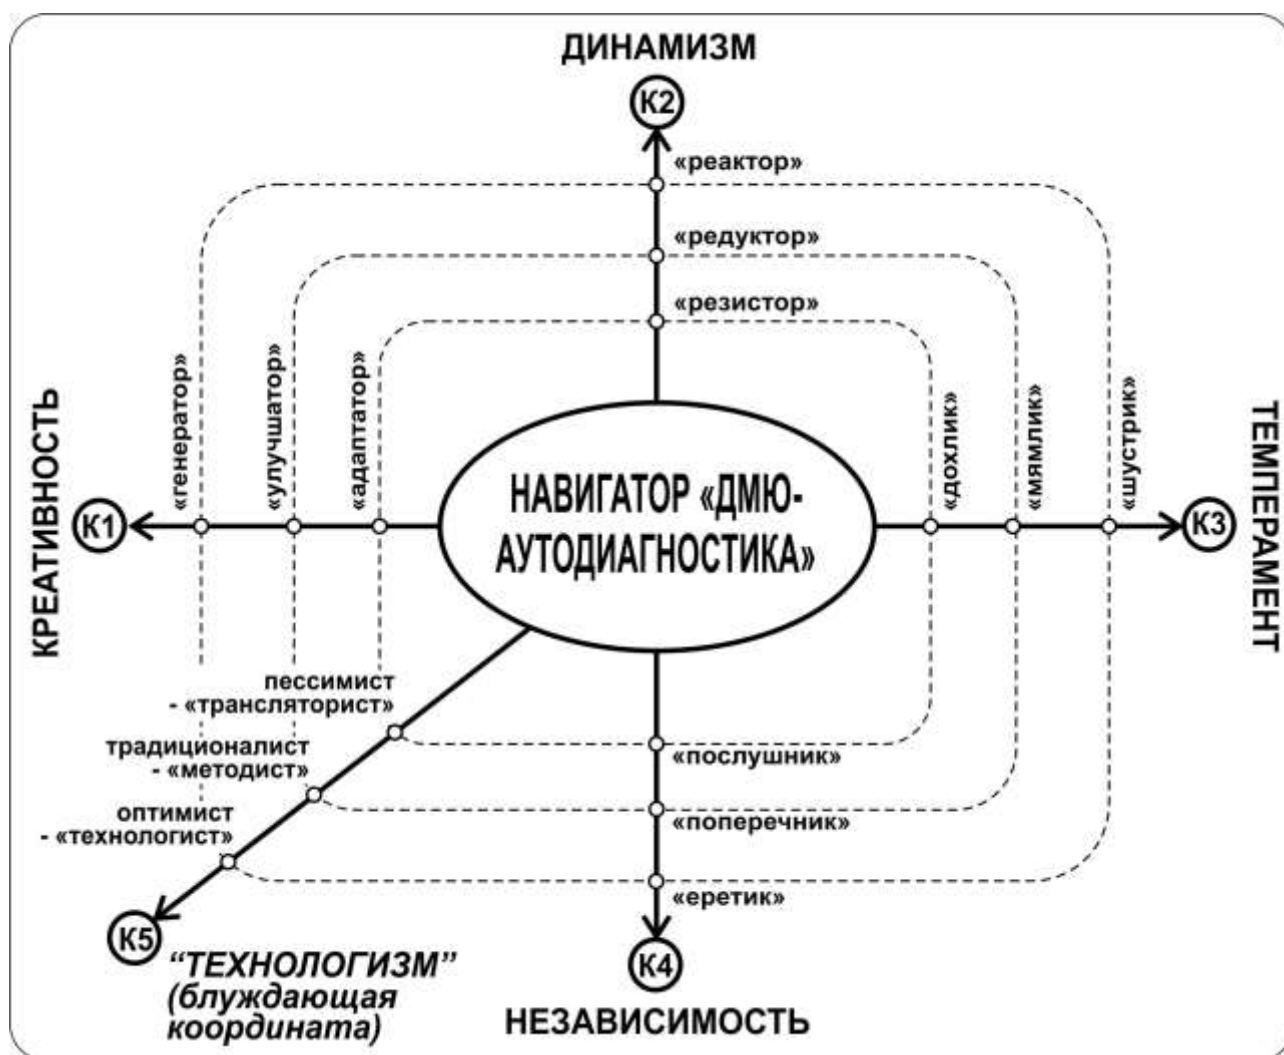 ДИНАМИЗМ
К2
«реактор»
«редуктор»
«резистор»
КРЕАТИВНОСТЬ
К1
«генератор»
«улучшатор»
«адаптатор»
НАВИГАТОР «ДМЮ-
АУТОДИАГНОСТИКА»
«дохлик»
«мямлик»
«шустрик»
К3
ТЕМПЕРАМЕНТ
пессимист
- «трансляторист»
традиционалист
- «методист»
оптимист
- «технологист»
«послушник»
«поперечник»
«еретик»
К5
“ТЕХНОЛОГИЗМ”
(блуждающая
координата)
К4
НЕЗАВИСИМОСТЬ